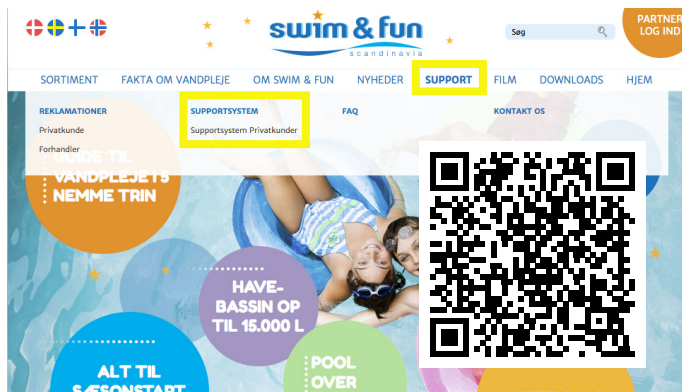 swim & fun
scandinavia
Søg
PARTNER
LOG IND
SORTIMENT FAKTA OM VANDPLEJE OM SWIM & FUN NYHEDER SUPPORT FILM DOWNLOADS HJEM
REKLAMATIONER SUPPORTSYSTEM FAQ KONTAKT OS
Privatkunde Supportsystem Privatkunder
Forhandler
GUIDE TIL
VANDPLEJE I 5
NEMME TRIN
HAVE-
BASSIN OP
TIL 15.000 L
ALT TIL
SÆSONSTART
POOL
OVER